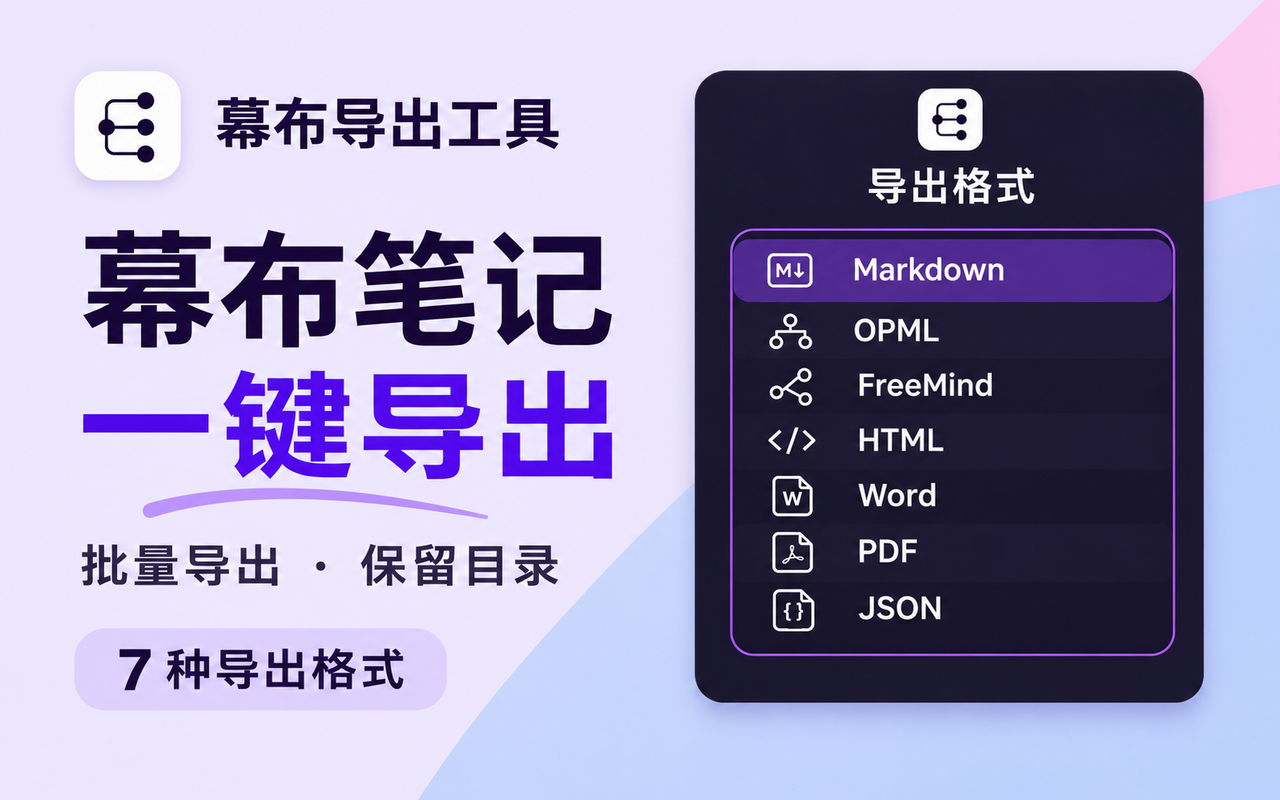 幕布导出工具
幕布笔记
一键导出
批量导出 · 保留目录
7 种导出格式
导出格式
M↓ Markdown
OPML
FreeMind
</> HTML
W Word
PDF
{} JSON